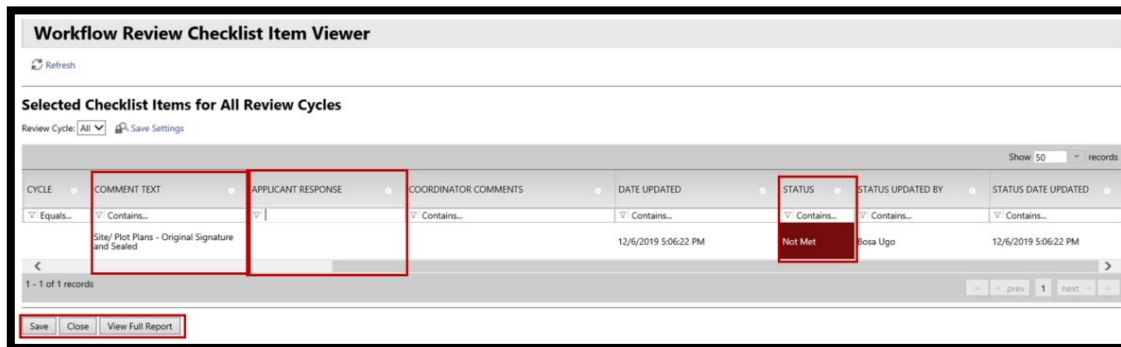 Workflow Review Checklist Item Viewer
Refresh
Selected Checklist Items for All Review Cycles
Review Cycle: All Save Settings
Show 50 records
CYCLE COMMENT TEXT APPLICANT RESPONSE COORDINATOR COMMENTS DATE UPDATED STATUS STATUS UPDATED BY STATUS DATE UPDATED
Equals... Contains... Contains... Contains... Contains... Contains... Contains...
Site/ Plot Plans - Original Signature
and Sealed
12/6/2019 5:06:22 PM Not Met Bosa Ugo 12/6/2019 5:06:22 PM
1 - 1 of 1 records
prev 1 next
Save Close View Full Report